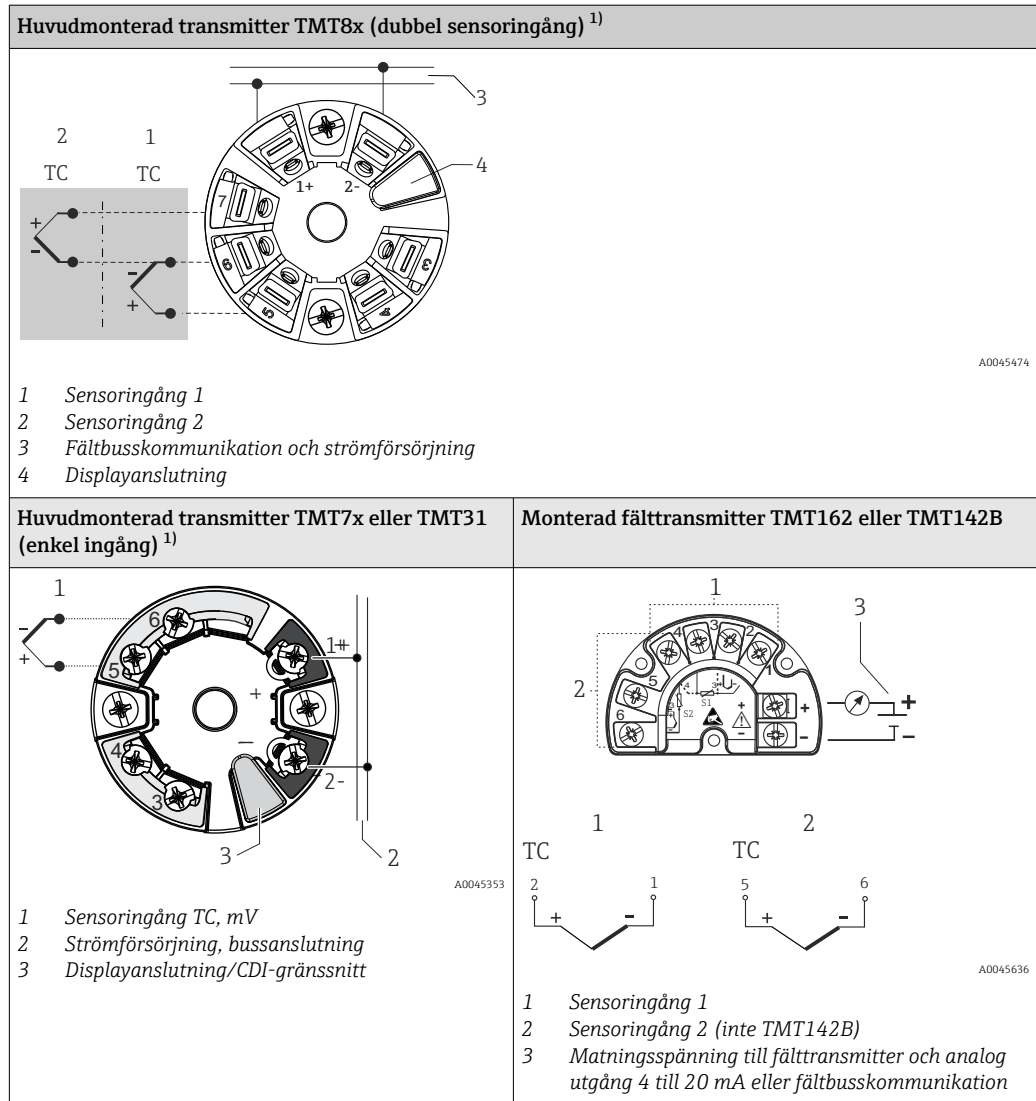 Huvudmonterad transmitter TMT8x (dubbel sensoringång) 1)
3
2 1
TC TC
4
1+ 2-
7
+
-
6
3
-
+
5
4
A0045474
1 Sensoringång 1
2 Sensoringång 2
3 Fältbusskommunikation och strömförsörjning
4 Displayanslutning
Huvudmonterad transmitter TMT7x eller TMT31
(enkel ingång) 1)
1
6
-
1+
+
5
+
4
-
2-
3
3
2
A0045353
1 Sensoringång TC, mV
2 Strömförsörjning, bussanslutning
3 Displayanslutning/CDI-gränssnitt
Monterad fälttransmitter TMT162 eller TMT142B
1
3
4 3 2
1
2
5
S1
S2
6
+
-
+
-
+
-
1 2
TC TC
2 1 5 6
+ - + -
A0045636
1 Sensoringång 1
2 Sensoringång 2 (inte TMT142B)
3 Matningsspänning till fälttransmitter och analog
utgång 4 till 20 mA eller fältbusskommunikation